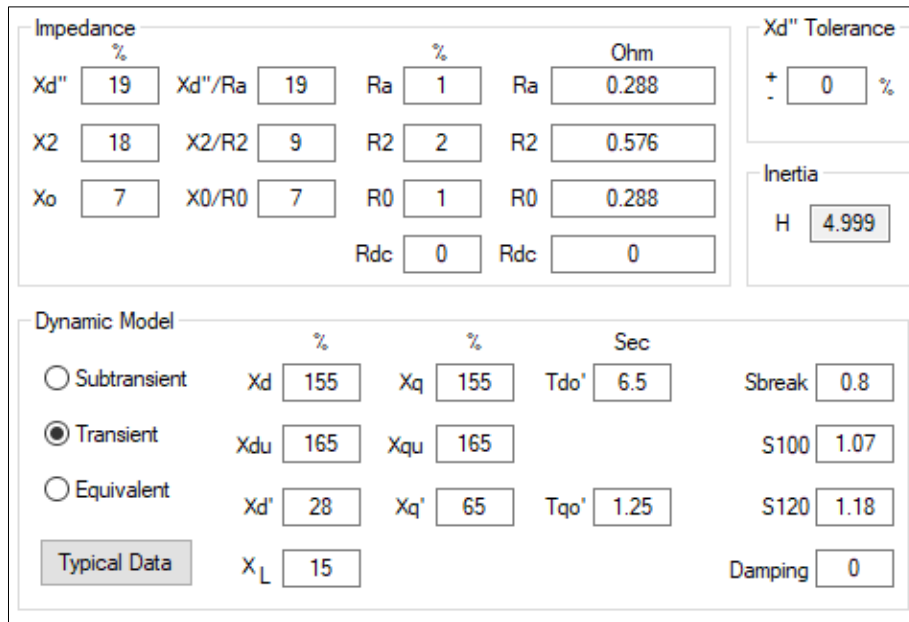 Impedance
% % Ohm
Xd" 19 Xd"/Ra 19 Ra 1 Ra 0.288
X2 18 X2/R2 9 R2 2 R2 0.576
Xo 7 X0/R0 7 R0 1 R0 0.288
Rdc 0 Rdc 0
Xd" Tolerance
+
- 0 %
Inertia
H 4.999
Dynamic Model
% % Sec
Subtransient Xd 155 Xq 155 Tdo' 6.5 Sbreak 0.8
Transient Xdu 165 Xqu 165 S100 1.07
Equivalent Xd' 28 Xq' 65 Tqo' 1.25 S120 1.18
Typical Data XL 15 Damping 0